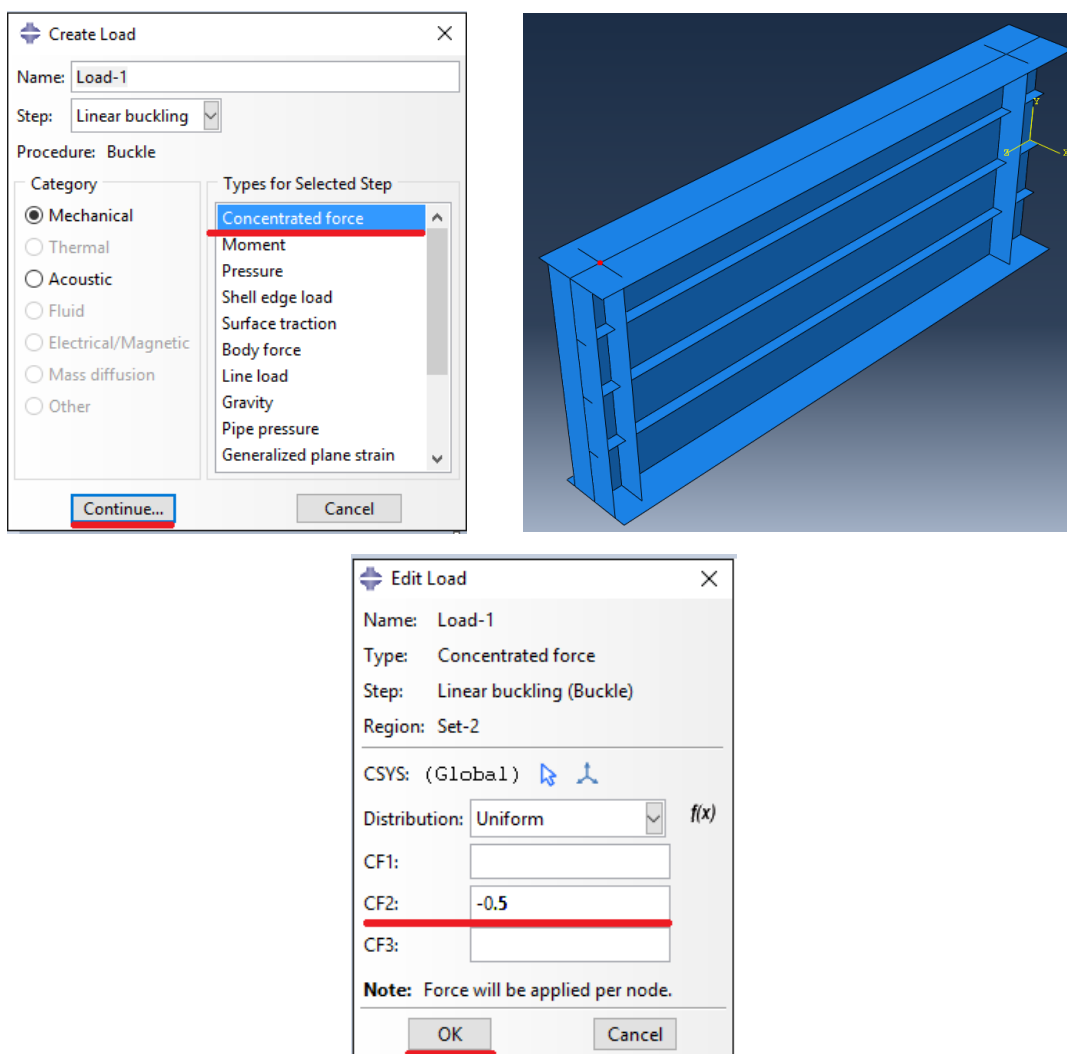 Create Load
Name: Load-1
Step: Linear buckling
Procedure: Buckle
Category
Mechanical
Thermal
Acoustic
Fluid
Electrical/Magnetic
Mass diffusion
Other
Types for Selected Step
Concentrated force
Moment
Pressure
Shell edge load
Surface traction
Body force
Line load
Gravity
Pipe pressure
Generalized plane strain
Continue... Cancel
Y
Z X
Edit Load
Name: Load-1
Type: Concentrated force
Step: Linear buckling (Buckle)
Region: Set-2
CSYS: (Global)
Distribution: Uniform f(x)
CF1:
CF2: -0.5
CF3:
Note: Force will be applied per node.
OK Cancel